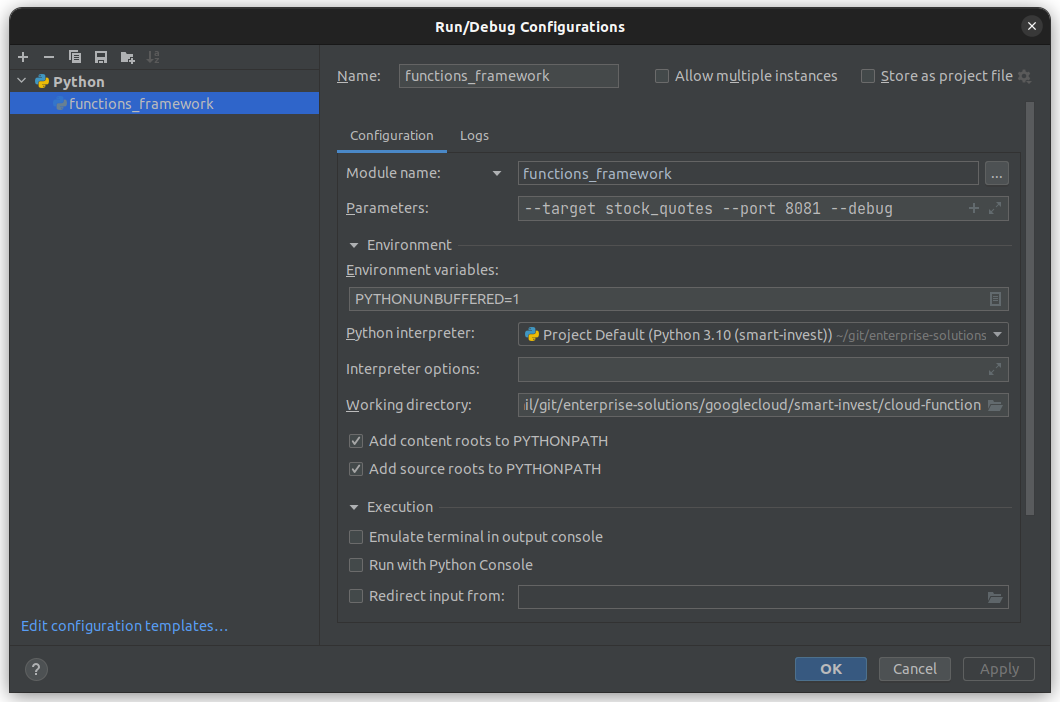 Run/Debug Configurations
Python
functions_framework
Name: functions_framework Allow multiple instances Store as project file
Configuration Logs
Module name: functions_framework ...
Parameters: --target stock_quotes --port 8081 --debug
Environment
Environment variables:
PYTHONUNBUFFERED=1
Python interpreter: Project Default (Python 3.10 (smart-invest)) ~/git/enterprise-solutions
Interpreter options:
Working directory: il/git/enterprise-solutions/googlecloud/smart-invest/cloud-function
Add content roots to PYTHONPATH
Add source roots to PYTHONPATH
Execution
Emulate terminal in output console
Run with Python Console
Redirect input from:
Edit configuration templates...
? OK Cancel Apply